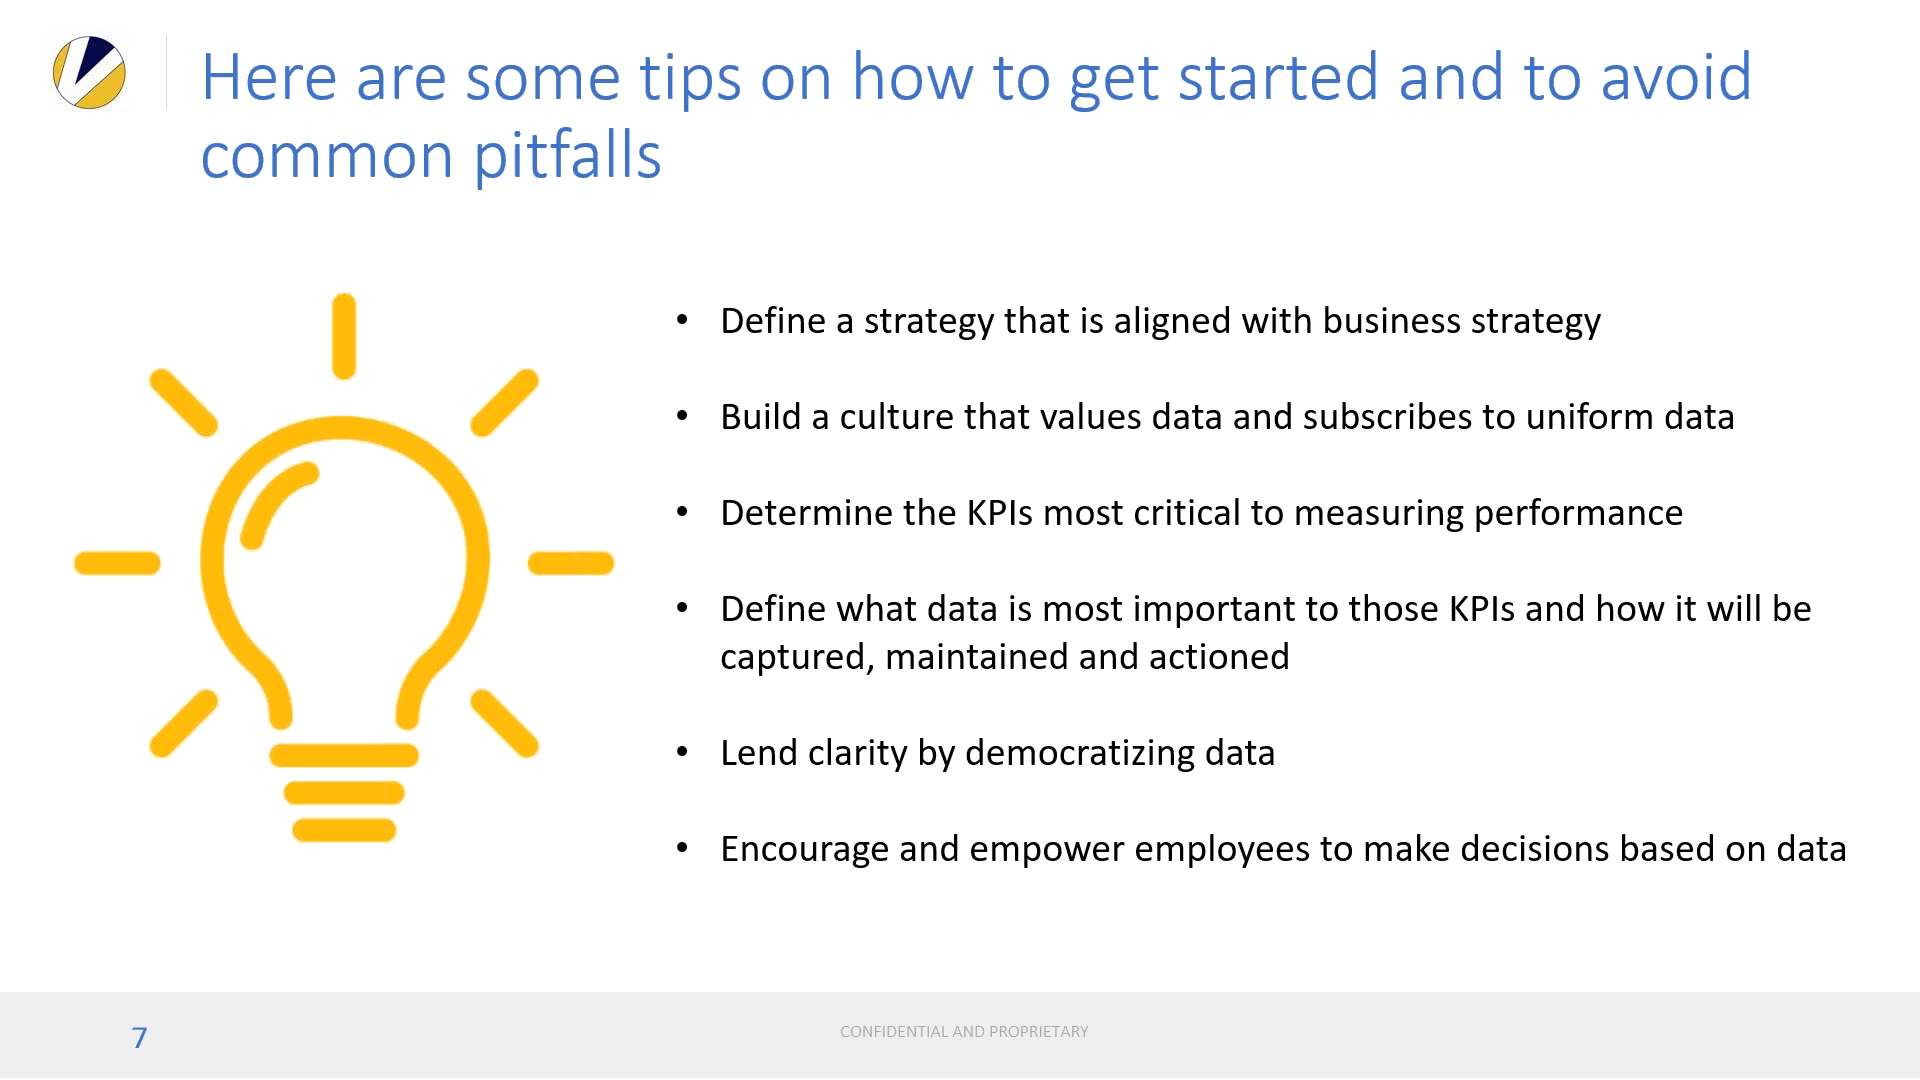 Here are some tips on how to get started and to avoid
common pitfalls
• Define a strategy that is aligned with business strategy
• Build a culture that values data and subscribes to uniform data
• Determine the KPIs most critical to measuring performance
• Define what data is most important to those KPIs and how it will be
captured, maintained and actioned
• Lend clarity by democratizing data
• Encourage and empower employees to make decisions based on data
7
CONFIDENTIAL AND PROPRIETARY